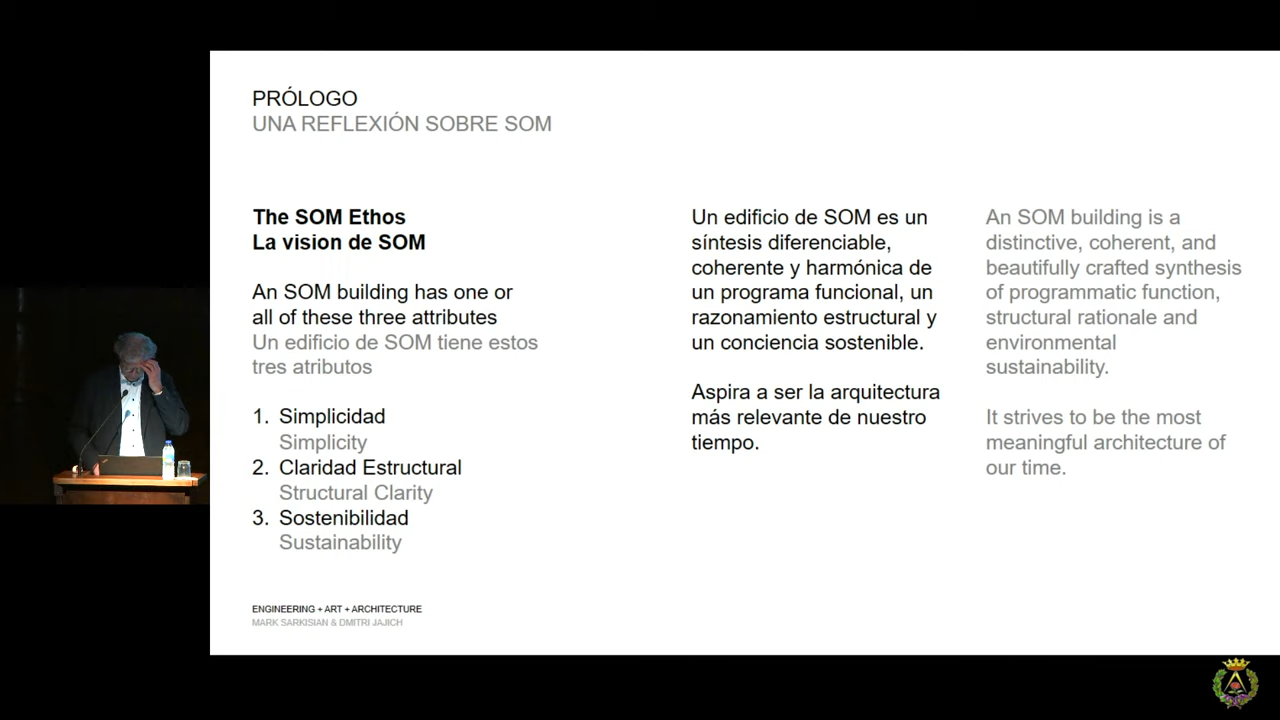 PRÓLOGO
UNA REFLEXIÓN SOBRE SOM
The SOM Ethos
La vision de SOM
An SOM building has one or
all of these three attributes
Un edificio de SOM tiene estos
tres atributos
1. Simplicidad
Simplicity
2. Claridad Estructural
Structural Clarity
3. Sostenibilidad
Sustainability
Un edificio de SOM es un
síntesis diferenciable,
coherente y harmónica de
un programa funcional, un
razonamiento estructural y
un conciencia sostenible.
Aspira a ser la arquitectura
más relevante de nuestro
tiempo.
An SOM building is a
distinctive, coherent, and
beautifully crafted synthesis
of programmatic function,
structural rationale and
environmental
sustainability.
It strives to be the most
meaningful architecture of
our time.
ENGINEERING + ART + ARCHITECTURE
MARK SARKISIAN & DMITRI JAJICH